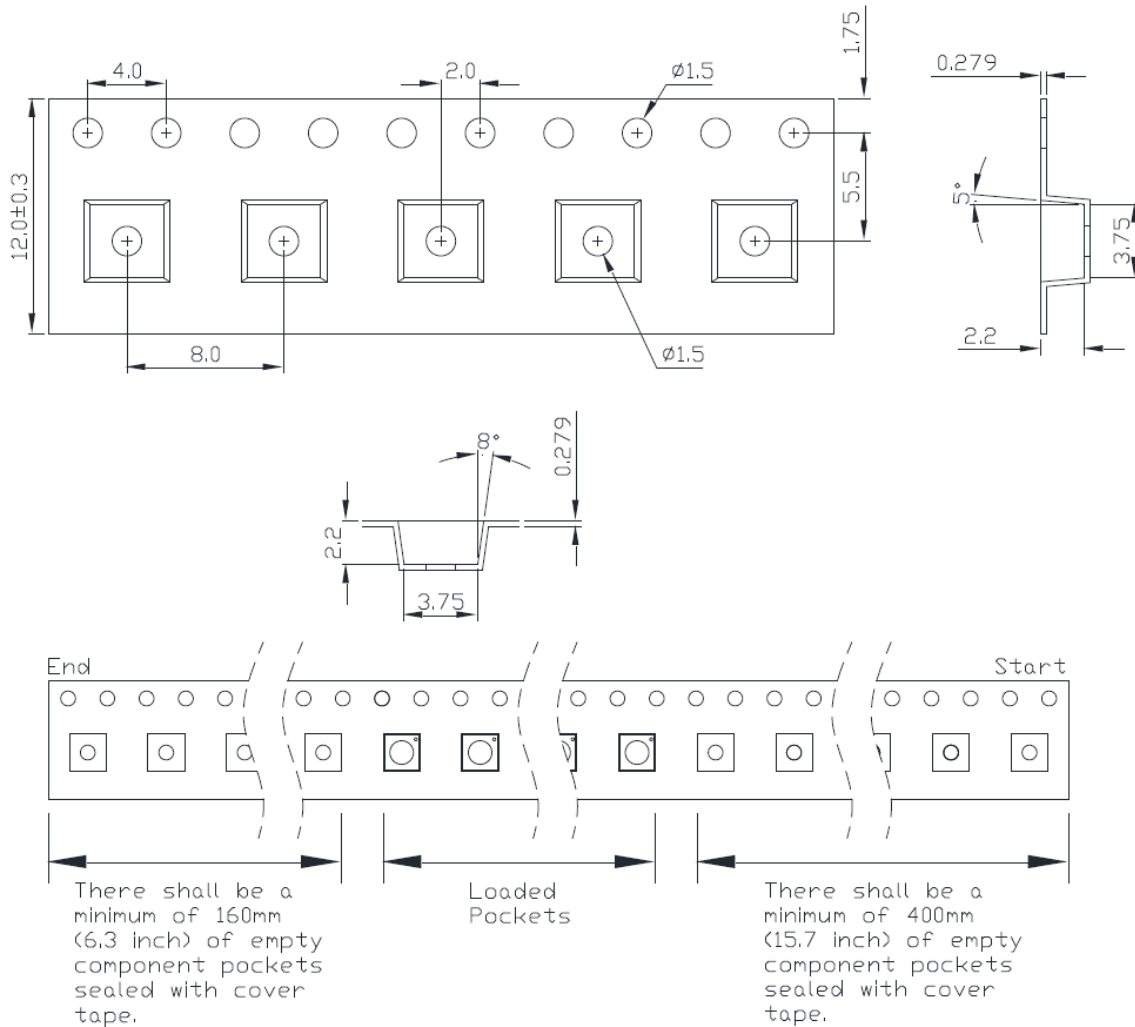 4.0
2.0
Ø1.5
1.75
0.279
12.0±0.3
5.5
5°
3.75
8.0
Ø1.5
2.2
8°
0.279
2.2
3.75
End
Start
There shall be a
minimum of 160mm
(6.3 inch) of empty
component pockets
sealed with cover
tape.
Loaded
Pockets
There shall be a
minimum of 400mm
(15.7 inch) of empty
component pockets
sealed with cover
tape.